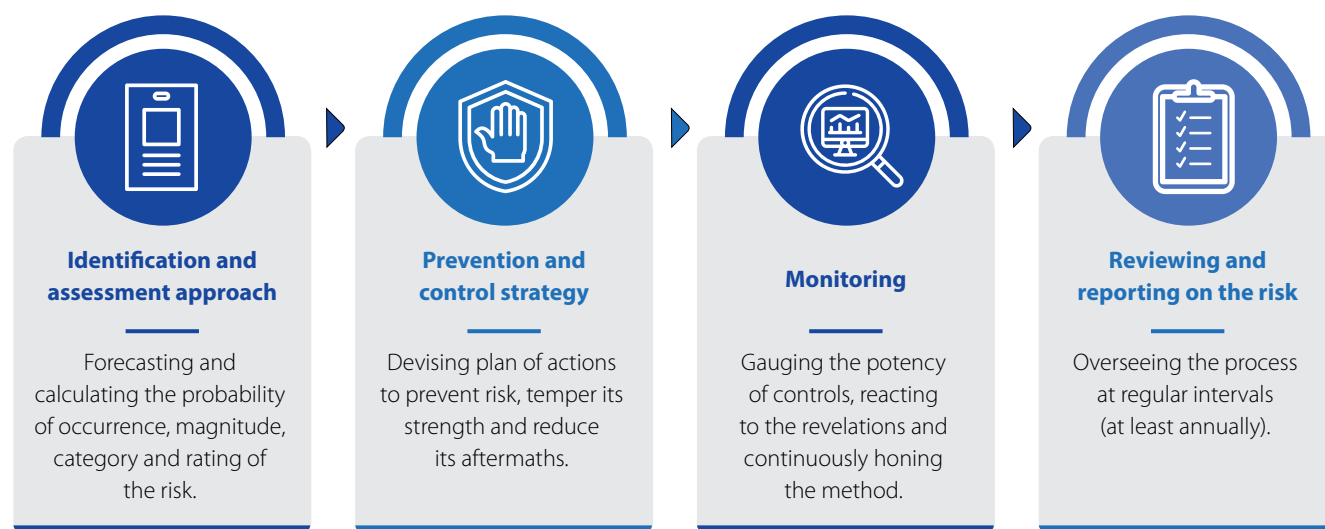 Identification and
assessment approach
Forecasting and
calculating the probability
of occurrence, magnitude,
category and rating of
the risk.
Prevention and
control strategy
Devising plan of actions
to prevent risk, temper its
strength and reduce
its aftermaths.
Monitoring
Gauging the potency
of controls, reacting
to the revelations and
continuously honing
the method.
Reviewing and
reporting on the risk
Overseeing the process
at regular intervals
(at least annually).